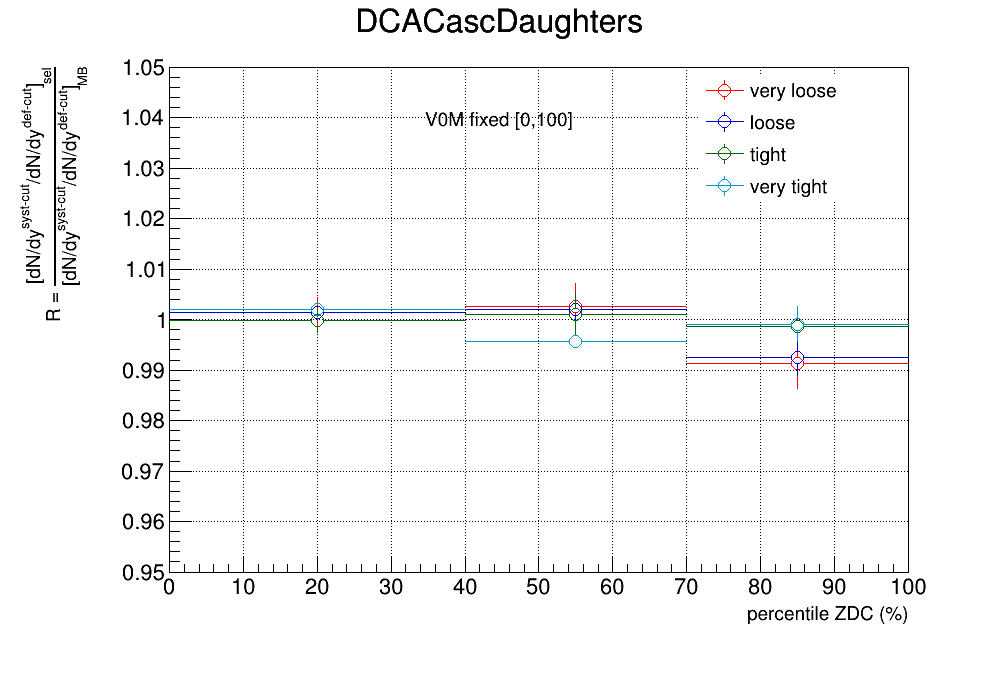 DCACascDaughters
R = [dN/dy^syst-cut/dN/dy^def-cut]_sel / [dN/dy^syst-cut/dN/dy^def-cut]_MB
1.05
1.04
1.03
1.02
1.01
1
0.99
0.98
0.97
0.96
0.95
V0M fixed [0,100]
very loose
loose
tight
very tight
0 10 20 30 40 50 60 70 80 90 100
percentile ZDC (%)